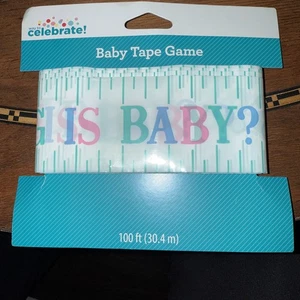 celebrate!
Baby Tape Game
G IS BABY?
100 ft (30.4 m)